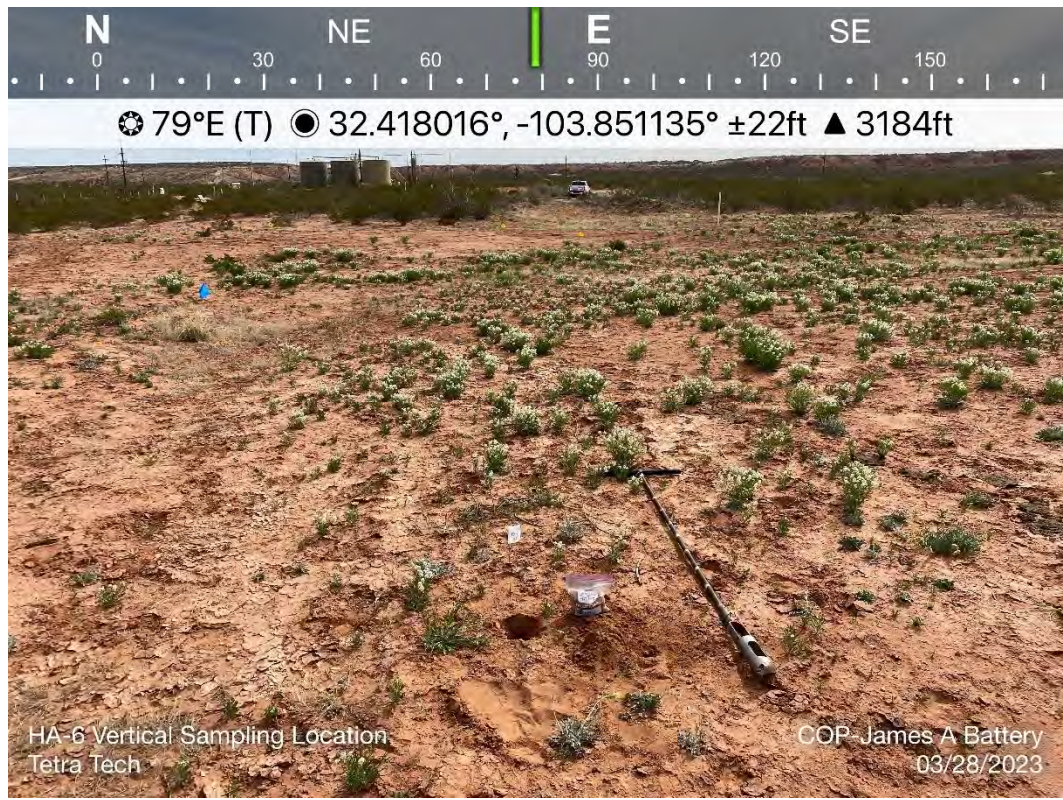 N NE E SE
0 30 60 90 120 150
79°E (T) 32.418016°, -103.851135° ±22ft ▲ 3184ft
HA-6 Vertical Sampling Location
Tetra Tech
COP-James A Battery
03/28/2023